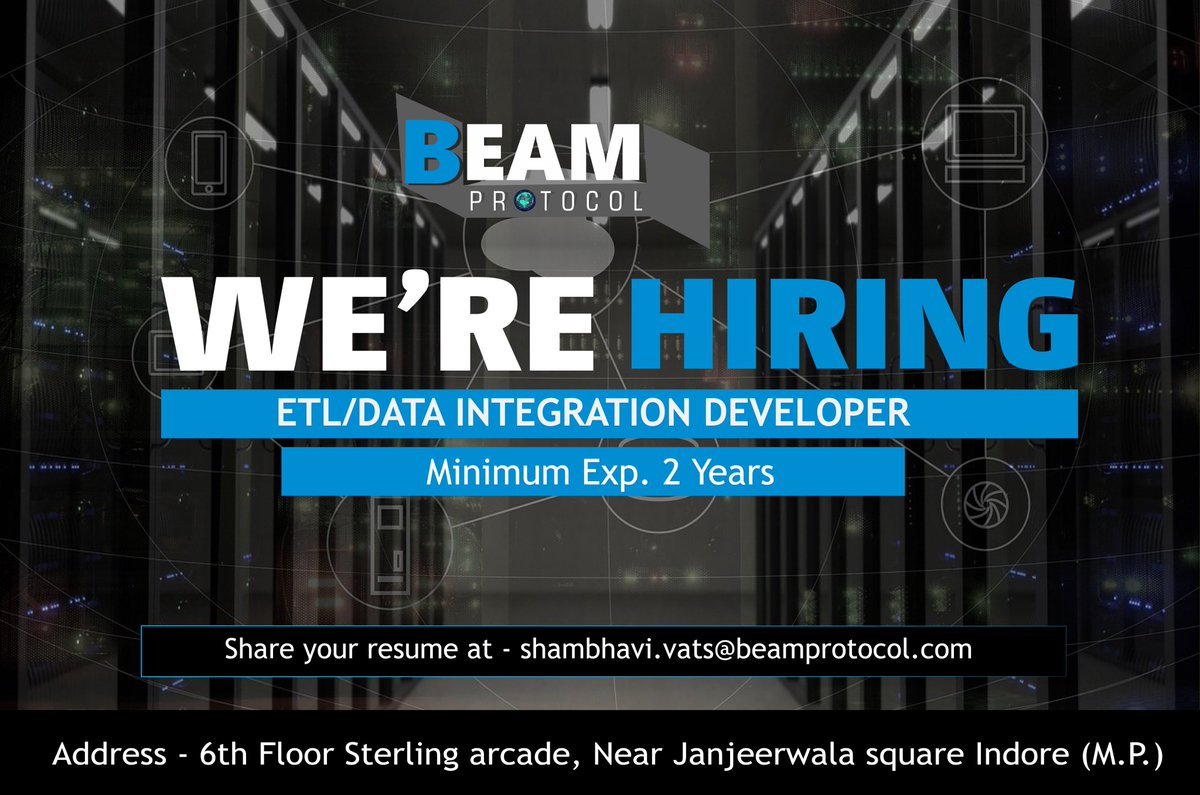 BEAM
PROTOCOL
WE'RE HIRING
ETL/DATA INTEGRATION DEVELOPER
Minimum Exp. 2 Years
Share your resume at - shambhavi.vats@beamprotocol.com
Address - 6th Floor Sterling arcade, Near Janjeerwala square Indore (M.P.)